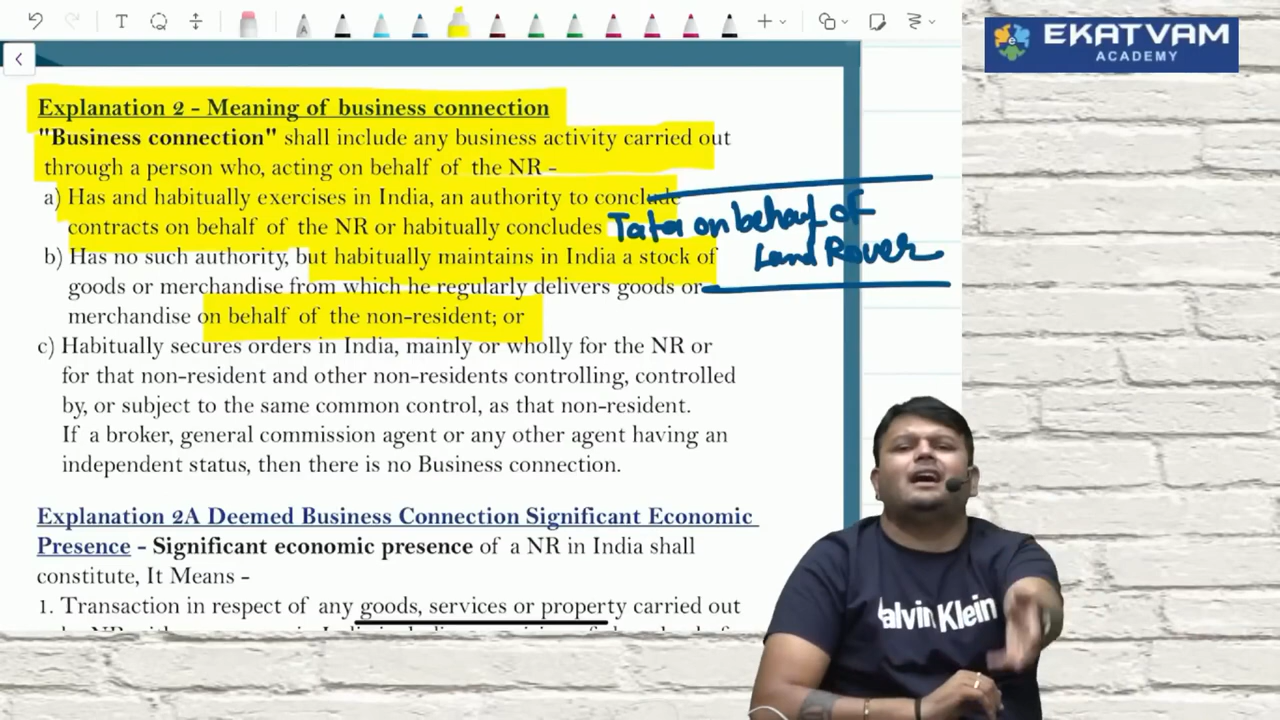 EKATVAM
ACADEMY
Explanation 2 - Meaning of business connection
"Business connection" shall include any business activity carried out
through a person who, acting on behalf of the NR -
a) Has and habitually exercises in India, an authority to conclude
contracts on behalf of the NR or habitually concludes
Tata on behalf of
Land Rover
b) Has no such authority, but habitually maintains in India a stock of
goods or merchandise from which he regularly delivers goods or
merchandise on behalf of the non-resident; or
c) Habitually secures orders in India, mainly or wholly for the NR or
for that non-resident and other non-residents controlling, controlled
by, or subject to the same common control, as that non-resident.
If a broker, general commission agent or any other agent having an
independent status, then there is no Business connection.
Explanation 2A Deemed Business Connection Significant Economic
Presence - Significant economic presence of a NR in India shall
constitute, It Means -
1. Transaction in respect of any goods, services or property carried out
alvin Klein